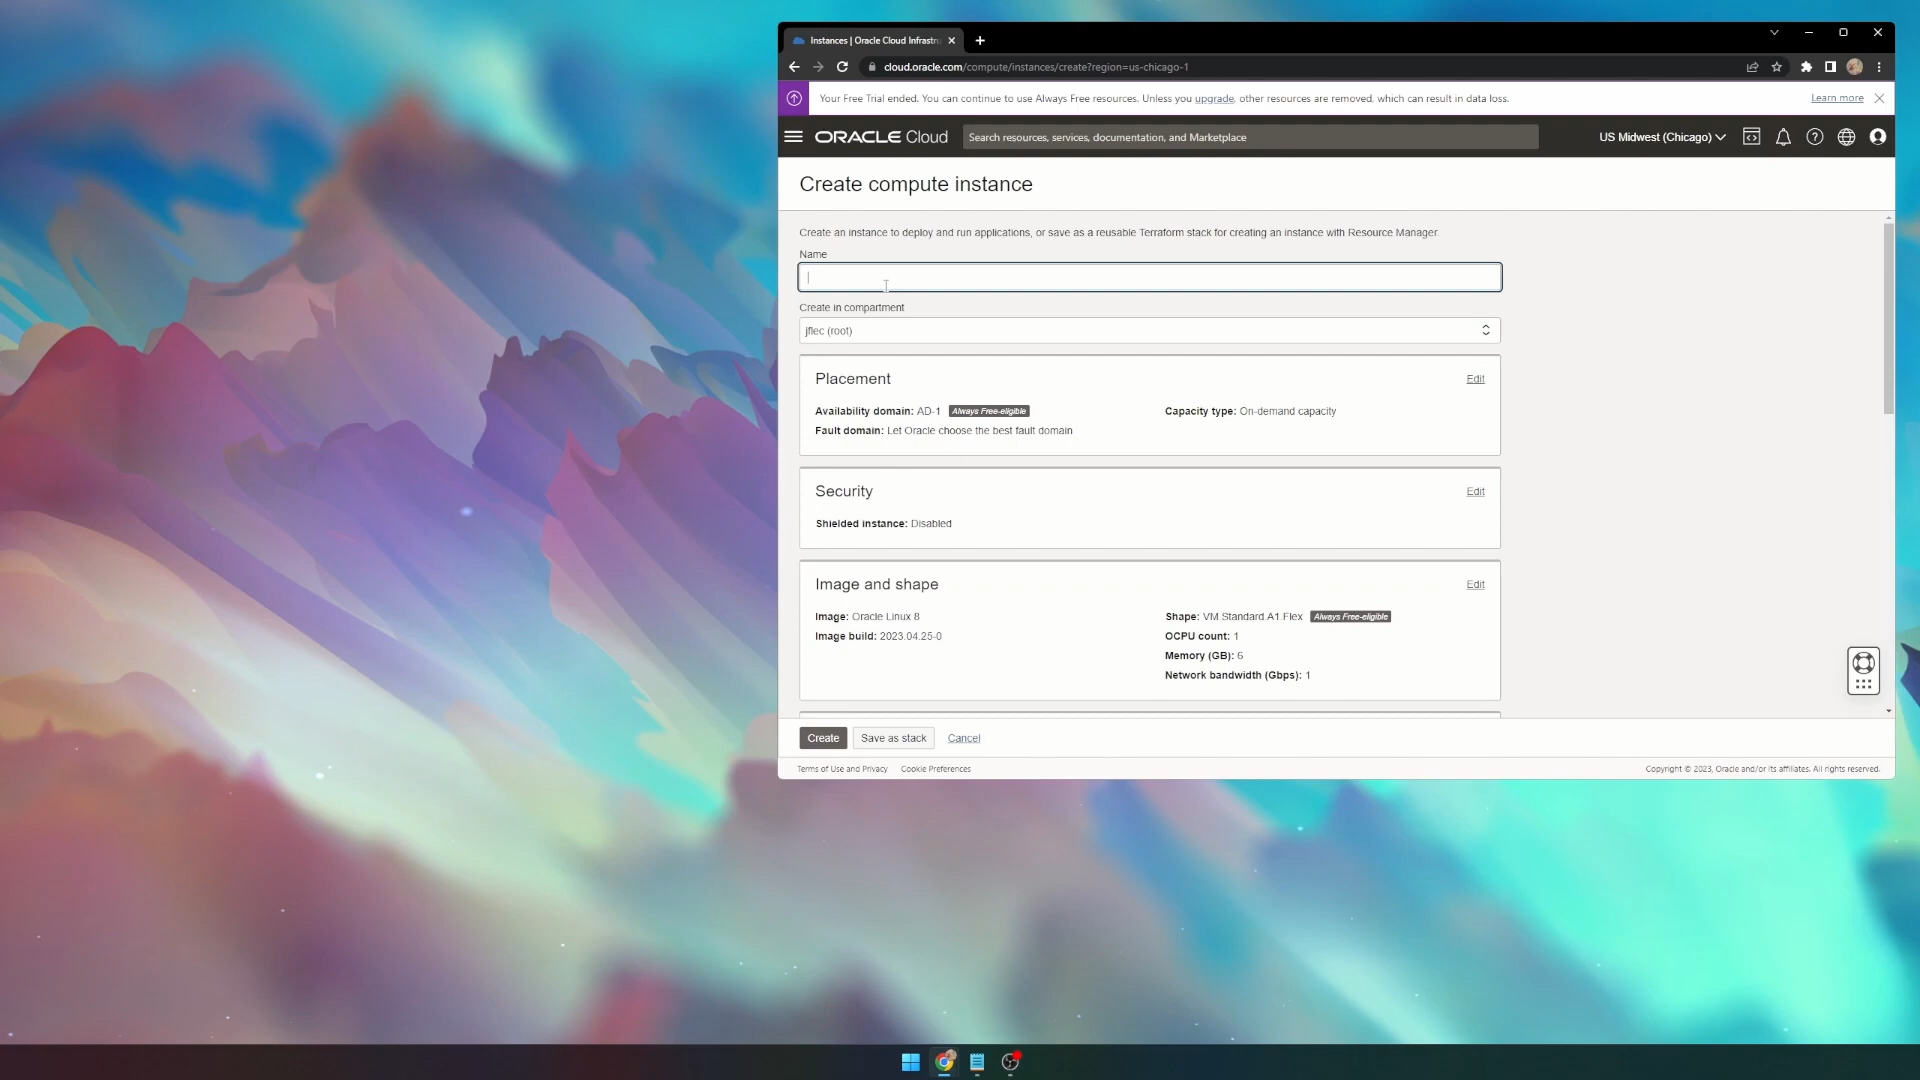 Instances | Oracle Cloud Infrastru
cloud.oracle.com/compute/instances/create?region=us-chicago-1
Your Free Trial ended. You can continue to use Always Free resources. Unless you upgrade, other resources are removed, which can result in data loss.
Learn more
ORACLE Cloud
Search resources, services, documentation, and Marketplace
US Midwest (Chicago)
Create compute instance
Create an instance to deploy and run applications, or save as a reusable Terraform stack for creating an instance with Resource Manager.
Name
Create in compartment
jflec (root)
Placement
Edit
Availability domain: AD-1 Always Free-eligible
Capacity type: On-demand capacity
Fault domain: Let Oracle choose the best fault domain
Security
Edit
Shielded instance: Disabled
Image and shape
Edit
Image: Oracle Linux 8
Shape: VM.Standard.A1.Flex Always Free-eligible
Image build: 2023.04.25-0
OCPU count: 1
Memory (GB): 6
Network bandwidth (Gbps): 1
Create
Save as stack
Cancel
Terms of Use and Privacy
Cookie Preferences
Copyright © 2023, Oracle and/or its affiliates. All rights reserved.